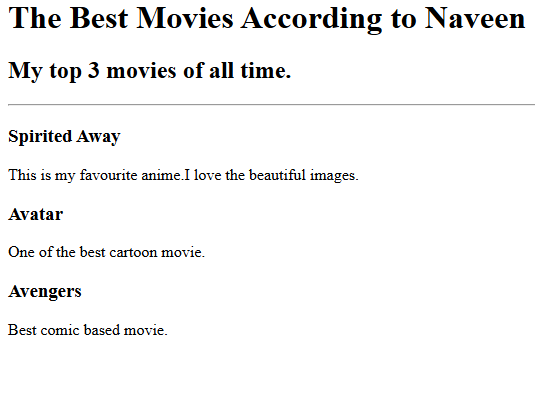 The Best Movies According to Naveen
My top 3 movies of all time.
Spirited Away
This is my favourite anime.I love the beautiful images.
Avatar
One of the best cartoon movie.
Avengers
Best comic based movie.